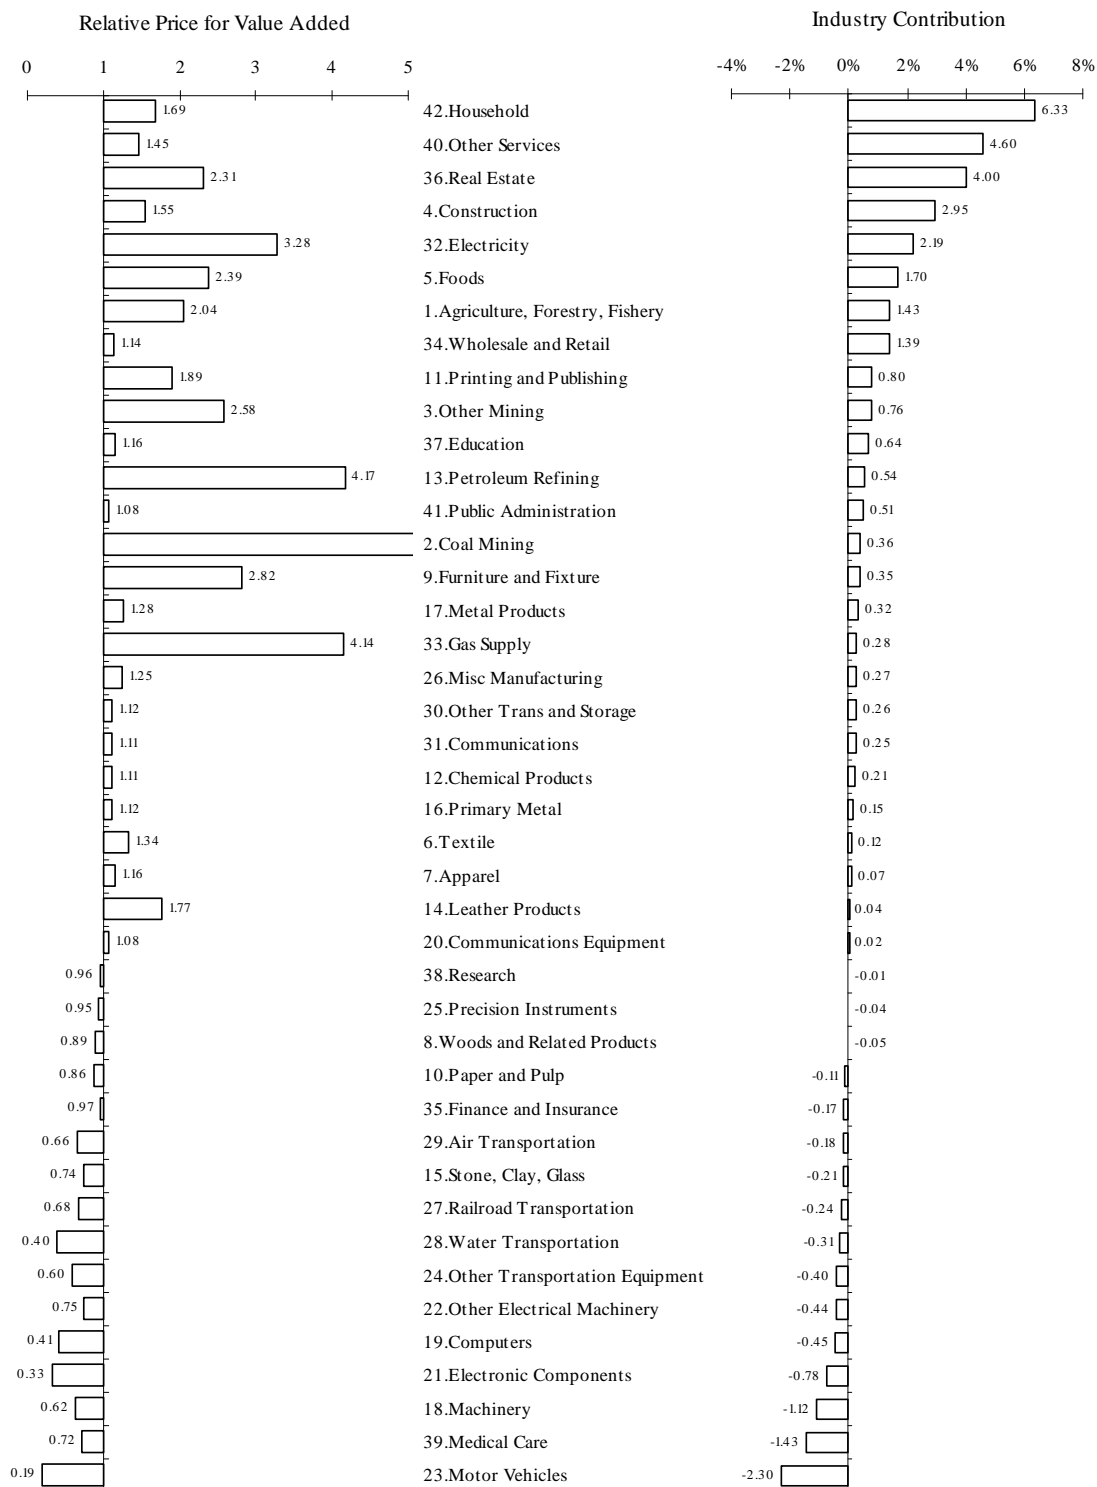 Relative Price for Value Added
Industry Contribution
0 1 2 3 4 5
-4% -2% 0% 2% 4% 6% 8%
1.69 42.Household 6.33
1.45 40.Other Services 4.60
2.31 36.Real Estate 4.00
1.55 4.Construction 2.95
3.28 32.Electricity 2.19
2.39 5.Foods 1.70
2.04 1.Agriculture, Forestry, Fishery 1.43
1.14 34.Wholesale and Retail 1.39
1.89 11.Printing and Publishing 0.80
2.58 3.Other Mining 0.76
1.16 37.Education 0.64
4.17 13.Petroleum Refining 0.54
1.08 41.Public Administration 0.51
2.Coal Mining 0.36
2.82 9.Furniture and Fixture 0.35
1.28 17.Metal Products 0.32
4.14 33.Gas Supply 0.28
1.25 26.Misc Manufacturing 0.27
1.12 30.Other Trans and Storage 0.26
1.11 31.Communications 0.25
1.11 12.Chemical Products 0.21
1.12 16.Primary Metal 0.15
1.34 6.Textile 0.12
1.16 7.Apparel 0.07
1.77 14.Leather Products 0.04
1.08 20.Communications Equipment 0.02
0.96 38.Research -0.01
0.95 25.Precision Instruments -0.04
0.89 8.Woods and Related Products -0.05
0.86 10.Paper and Pulp -0.11
0.97 35.Finance and Insurance -0.17
0.66 29.Air Transportation -0.18
0.74 15.Stone, Clay, Glass -0.21
0.68 27.Railroad Transportation -0.24
0.40 28.Water Transportation -0.31
0.60 24.Other Transportation Equipment -0.40
0.75 22.Other Electrical Machinery -0.44
0.41 19.Computers -0.45
0.33 21.Electronic Components -0.78
0.62 18.Machinery -1.12
0.72 39.Medical Care -1.43
0.19 23.Motor Vehicles -2.30